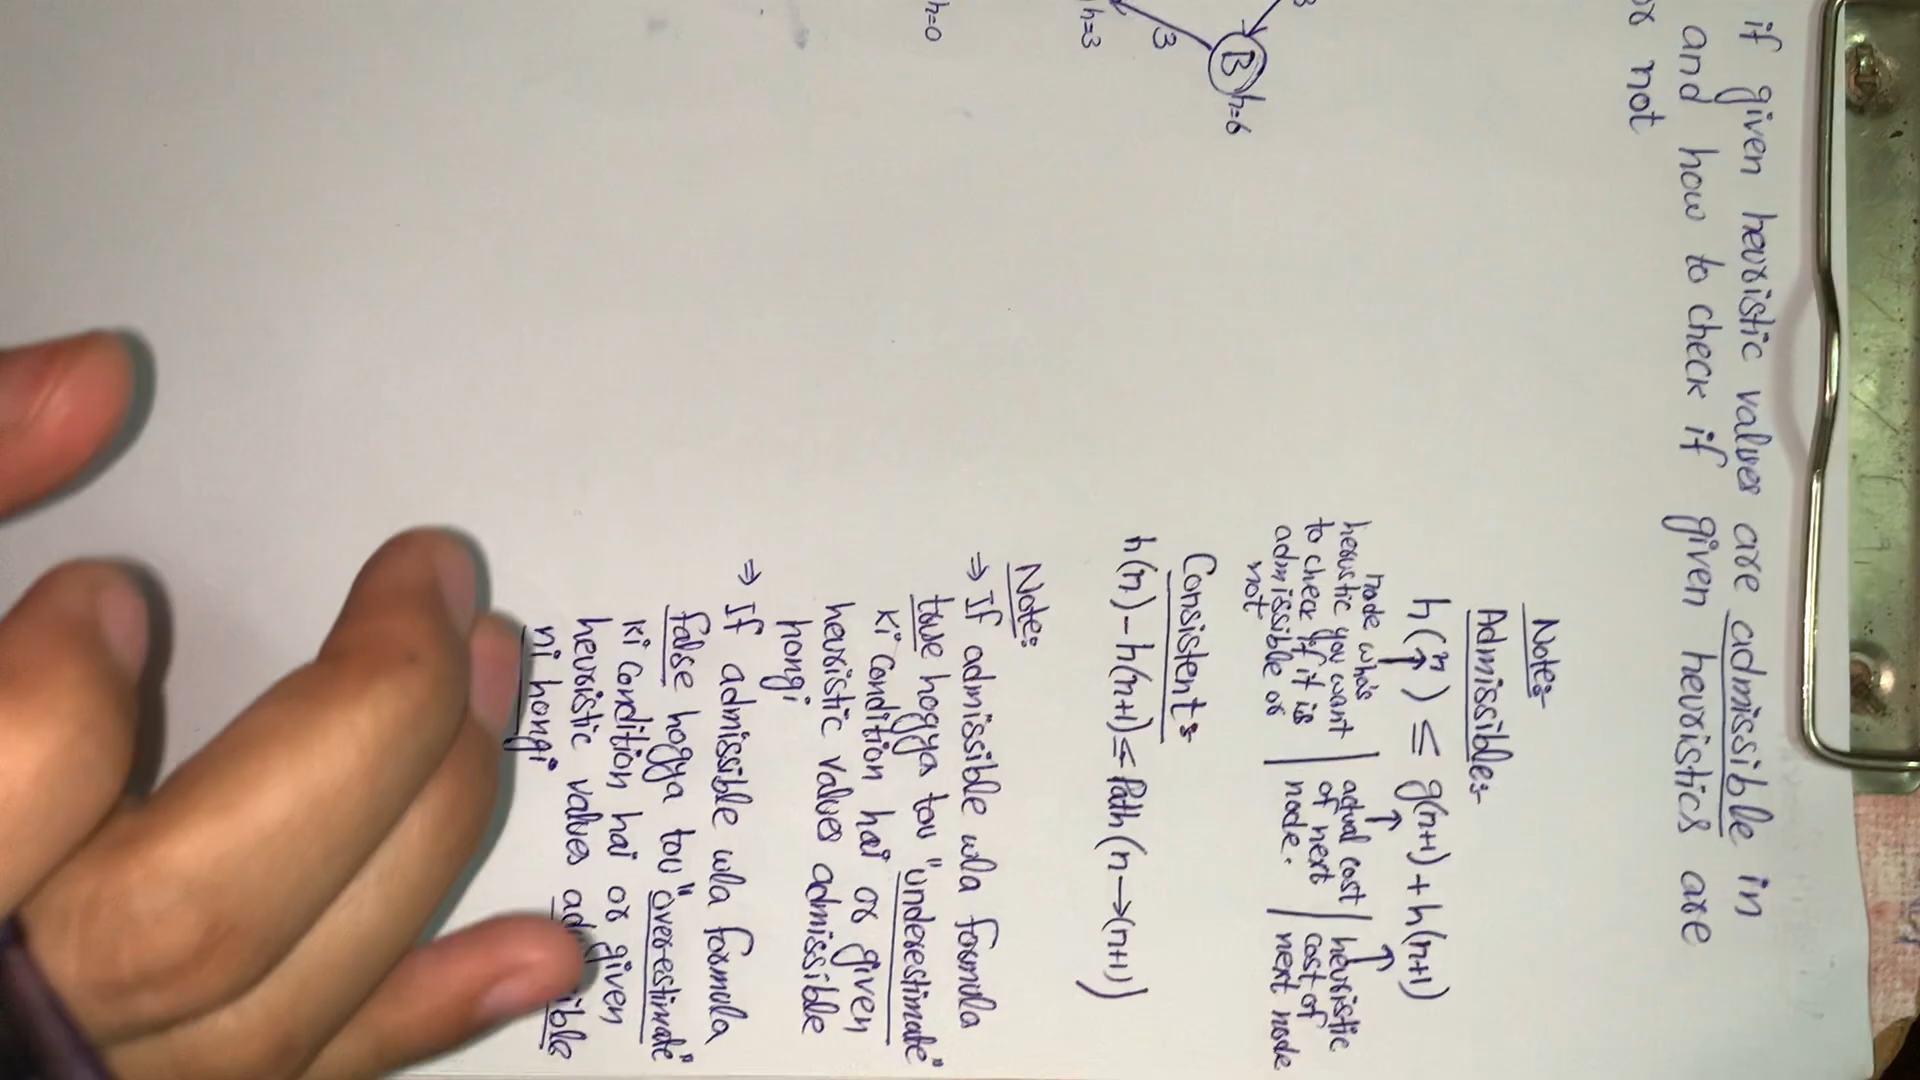 if given heuristic values are admissible in
and how to check if given heuristics are
or not
B h=6
3
h=3
h=0
Note:-
Admissible:-
h(n) ≤ g(n+1) + h(n+1)
node who's
heuristic you want | actual cost | heuristic
to check if it is | of next | cost of
admissible or | node. | next node
not
Consistent:-
h(n) - h(n+1) ≤ Path(n→(n+1))
Note:
⇒ If admissible wla formula
true hogya tou "underestimate"
ki condition hai or given
heuristic values admissible
hongi
⇒ If admissible wla formula
false hogya tou "overestimate"
ki condition hai or given
heuristic values
ni hongi